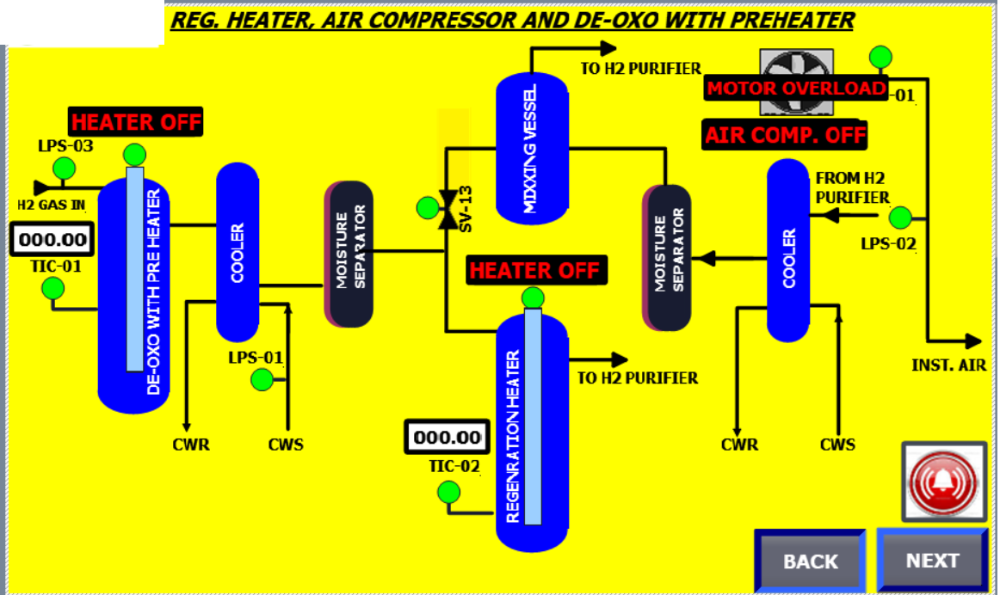 REG. HEATER, AIR COMPRESSOR AND DE-OXO WITH PREHEATER
TO H2 PURIFIER
MOTOR OVERLOAD
-01
HEATER OFF
AIR COMP. OFF
LPS-03
MIXXING VESSEL
H2 GAS IN
000.00
TIC-01
DE-OXO WITH PRE HEATER
COOLER
MOISTURE
SEPARATOR
SV-13
FROM H2
PURIFIER
LPS-02
HEATER OFF
MOISTURE
SEPARATOR
COOLER
LPS-01
INST. AIR
TO H2 PURIFIER
REGENRATION HEATER
000.00
TIC-02
CWR
CWS
CWR
CWS
BACK
NEXT